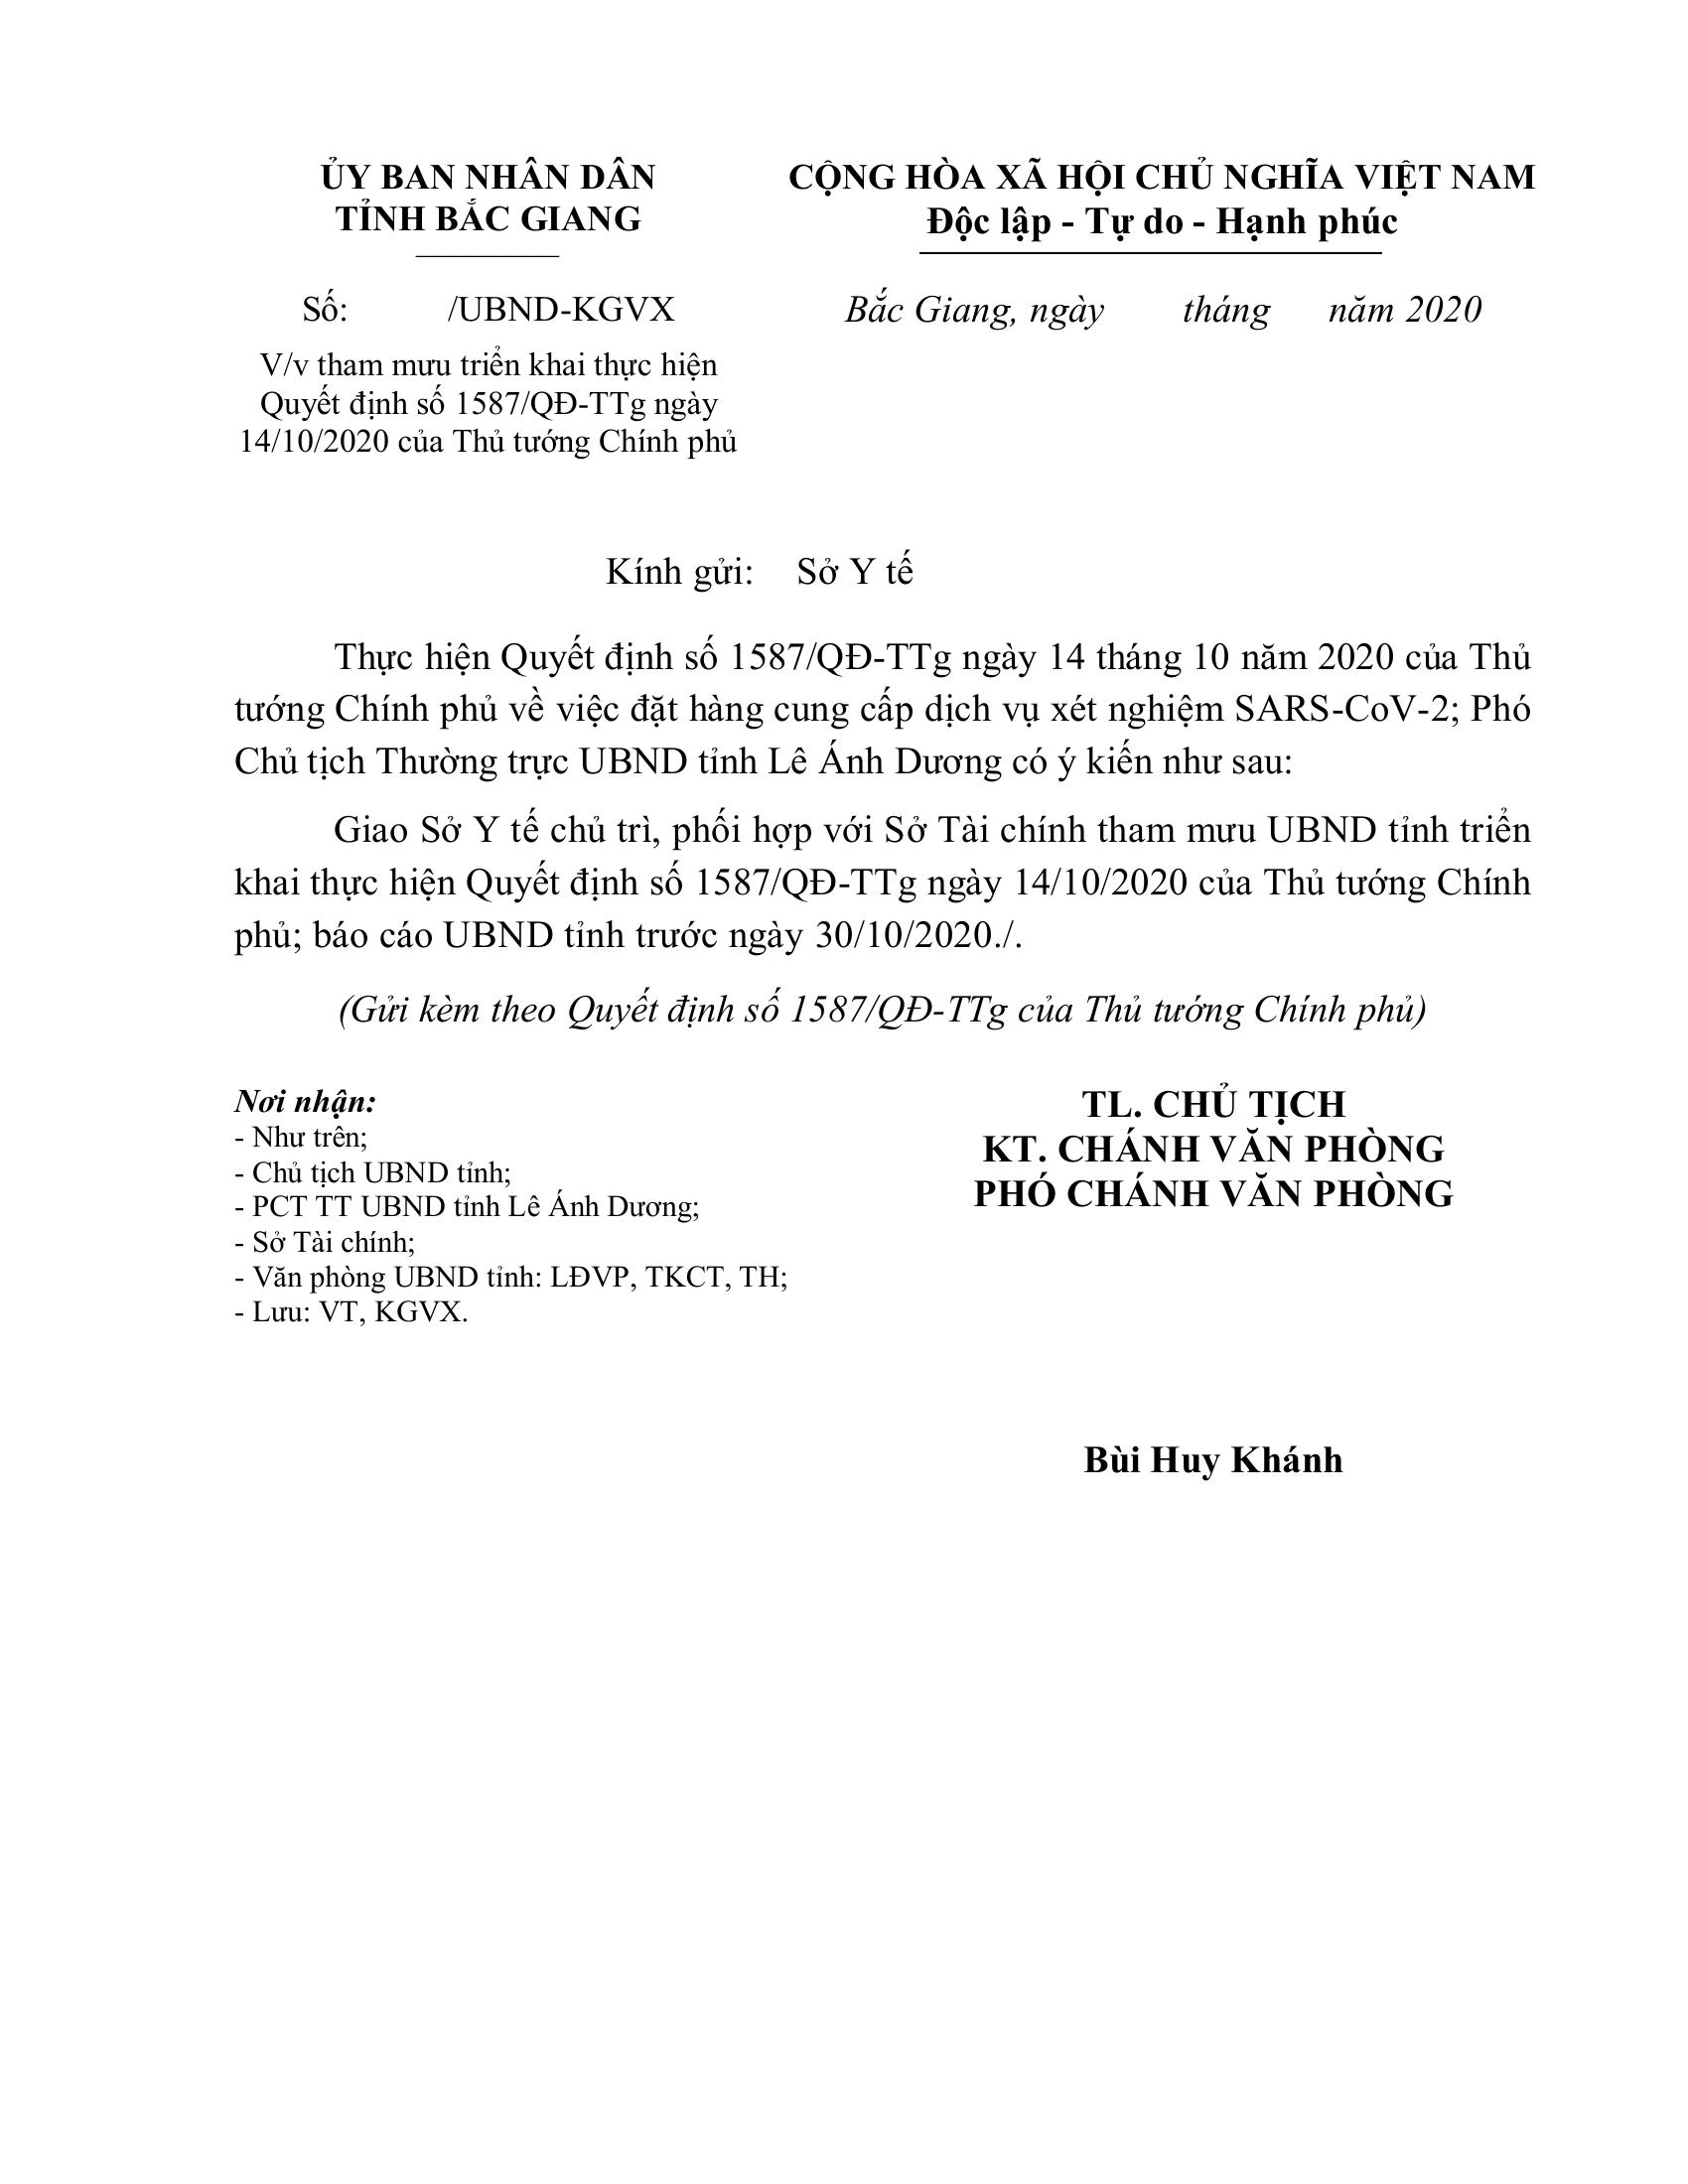 ỦY BAN NHÂN DÂN
TỈNH BẮC GIANG
CỘNG HÒA XÃ HỘI CHỦ NGHĨA VIỆT NAM
Độc lập - Tự do - Hạnh phúc
Số: /UBND-KGVX
Bắc Giang, ngày tháng năm 2020
V/v tham mưu triển khai thực hiện
Quyết định số 1587/QĐ-TTg ngày
14/10/2020 của Thủ tướng Chính phủ
Kính gửi: Sở Y tế
Thực hiện Quyết định số 1587/QĐ-TTg ngày 14 tháng 10 năm 2020 của Thủ
tướng Chính phủ về việc đặt hàng cung cấp dịch vụ xét nghiệm SARS-CoV-2; Phó
Chủ tịch Thường trực UBND tỉnh Lê Ánh Dương có ý kiến như sau:
Giao Sở Y tế chủ trì, phối hợp với Sở Tài chính tham mưu UBND tỉnh triển
khai thực hiện Quyết định số 1587/QĐ-TTg ngày 14/10/2020 của Thủ tướng Chính
phủ; báo cáo UBND tỉnh trước ngày 30/10/2020./.
(Gửi kèm theo Quyết định số 1587/QĐ-TTg của Thủ tướng Chính phủ)
Nơi nhận:
- Như trên;
- Chủ tịch UBND tỉnh;
- PCT TT UBND tỉnh Lê Ánh Dương;
- Sở Tài chính;
- Văn phòng UBND tỉnh: LĐVP, TKCT, TH;
- Lưu: VT, KGVX.
TL. CHỦ TỊCH
KT. CHÁNH VĂN PHÒNG
PHÓ CHÁNH VĂN PHÒNG
Bùi Huy Khánh